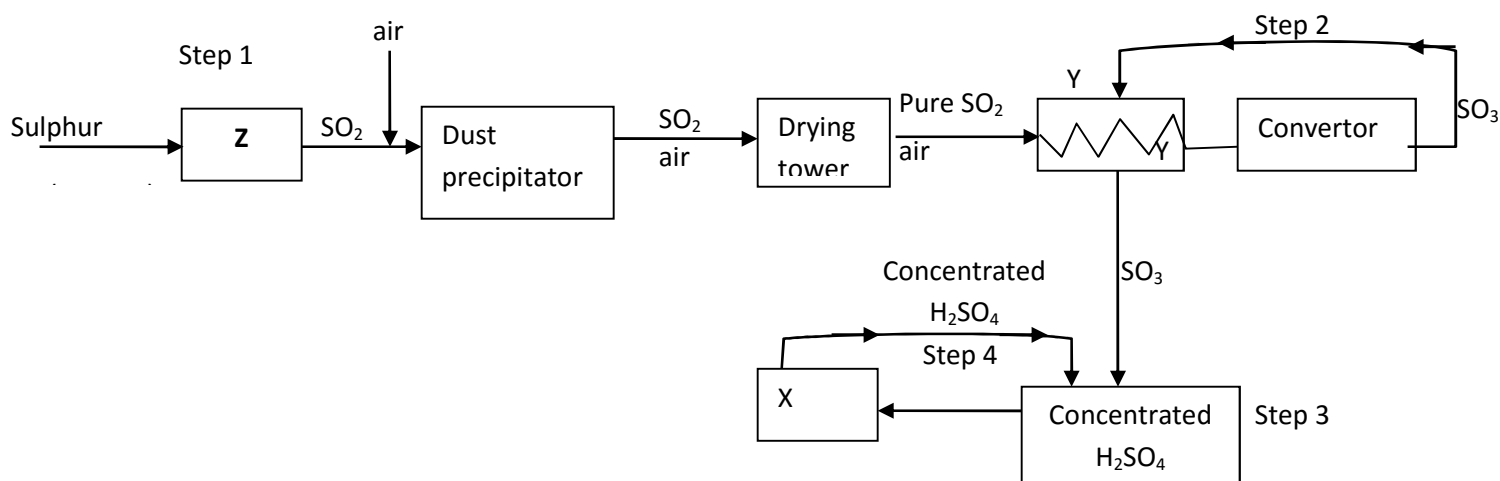 Step 1
air
Step 2
Sulphur
Z
SO₂
Dust
precipitator
SO₂
air
Drying
tower
Pure SO₂
air
Y
Y
Convertor
SO₃
SO₃
Concentrated
H₂SO₄
Step 4
X
Concentrated
H₂SO₄
Step 3